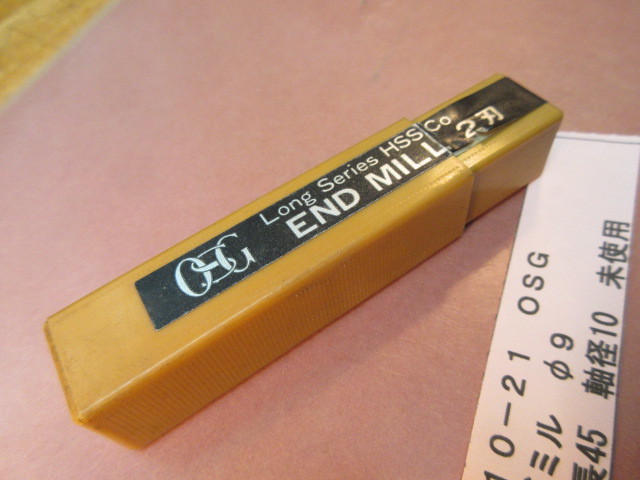 OSG
Long Series HSS Co
END MILL 2刃
10-21 OSG
ミル φ9
長45 軸径10 未使用